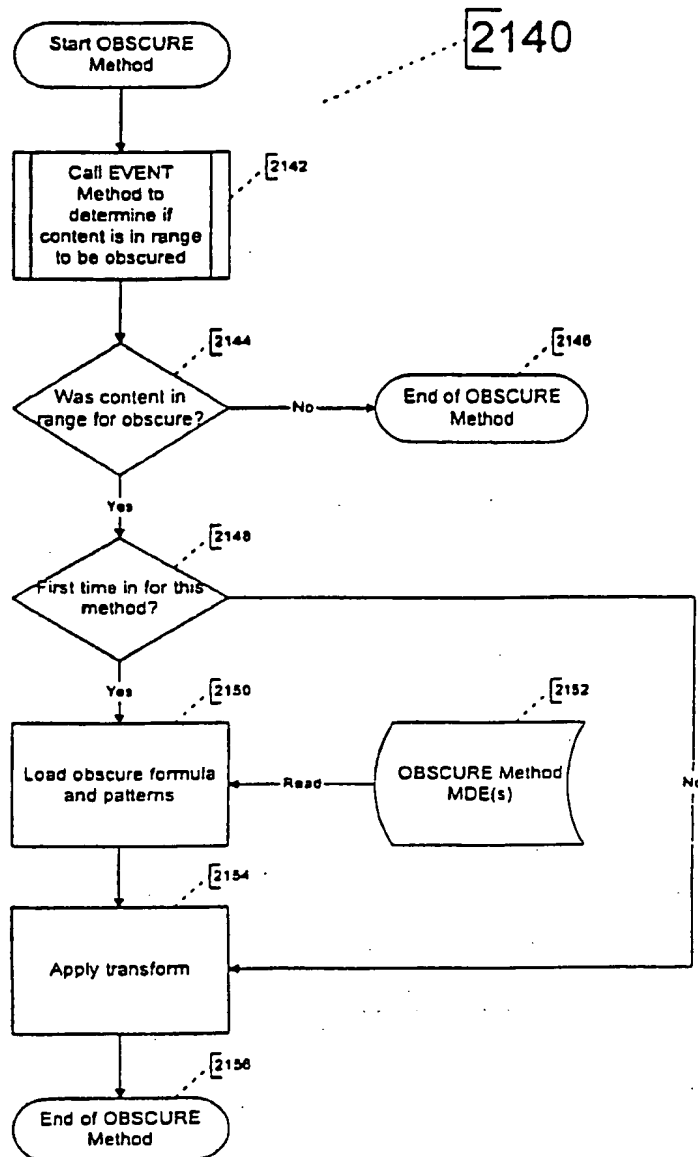 Start OBSCURE
Method
2140
Call EVENT
Method to
determine if
content is in range
to be obscured
2142
2144
Was content in
range for obscure?
No
2146
End of OBSCURE
Method
Yes
2148
First time in for this
method?
Yes
No
2150
Load obscure formula
and patterns
Read
2152
OBSCURE Method
MDE(s)
2154
Apply transform
2156
End of OBSCURE
Method